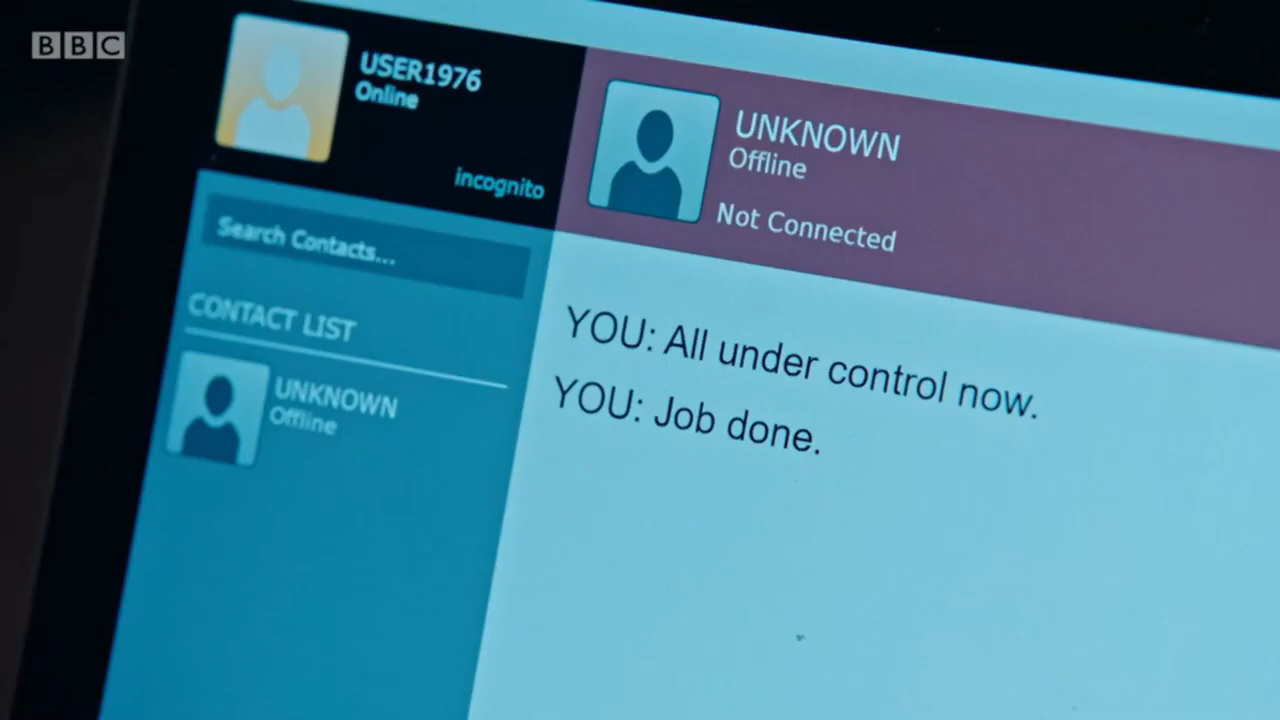 BBC
USER1976
Online
incognito
Search Contacts...
CONTACT LIST
UNKNOWN
Offline
UNKNOWN
Offline
Not Connected
YOU: All under control now.
YOU: Job done.